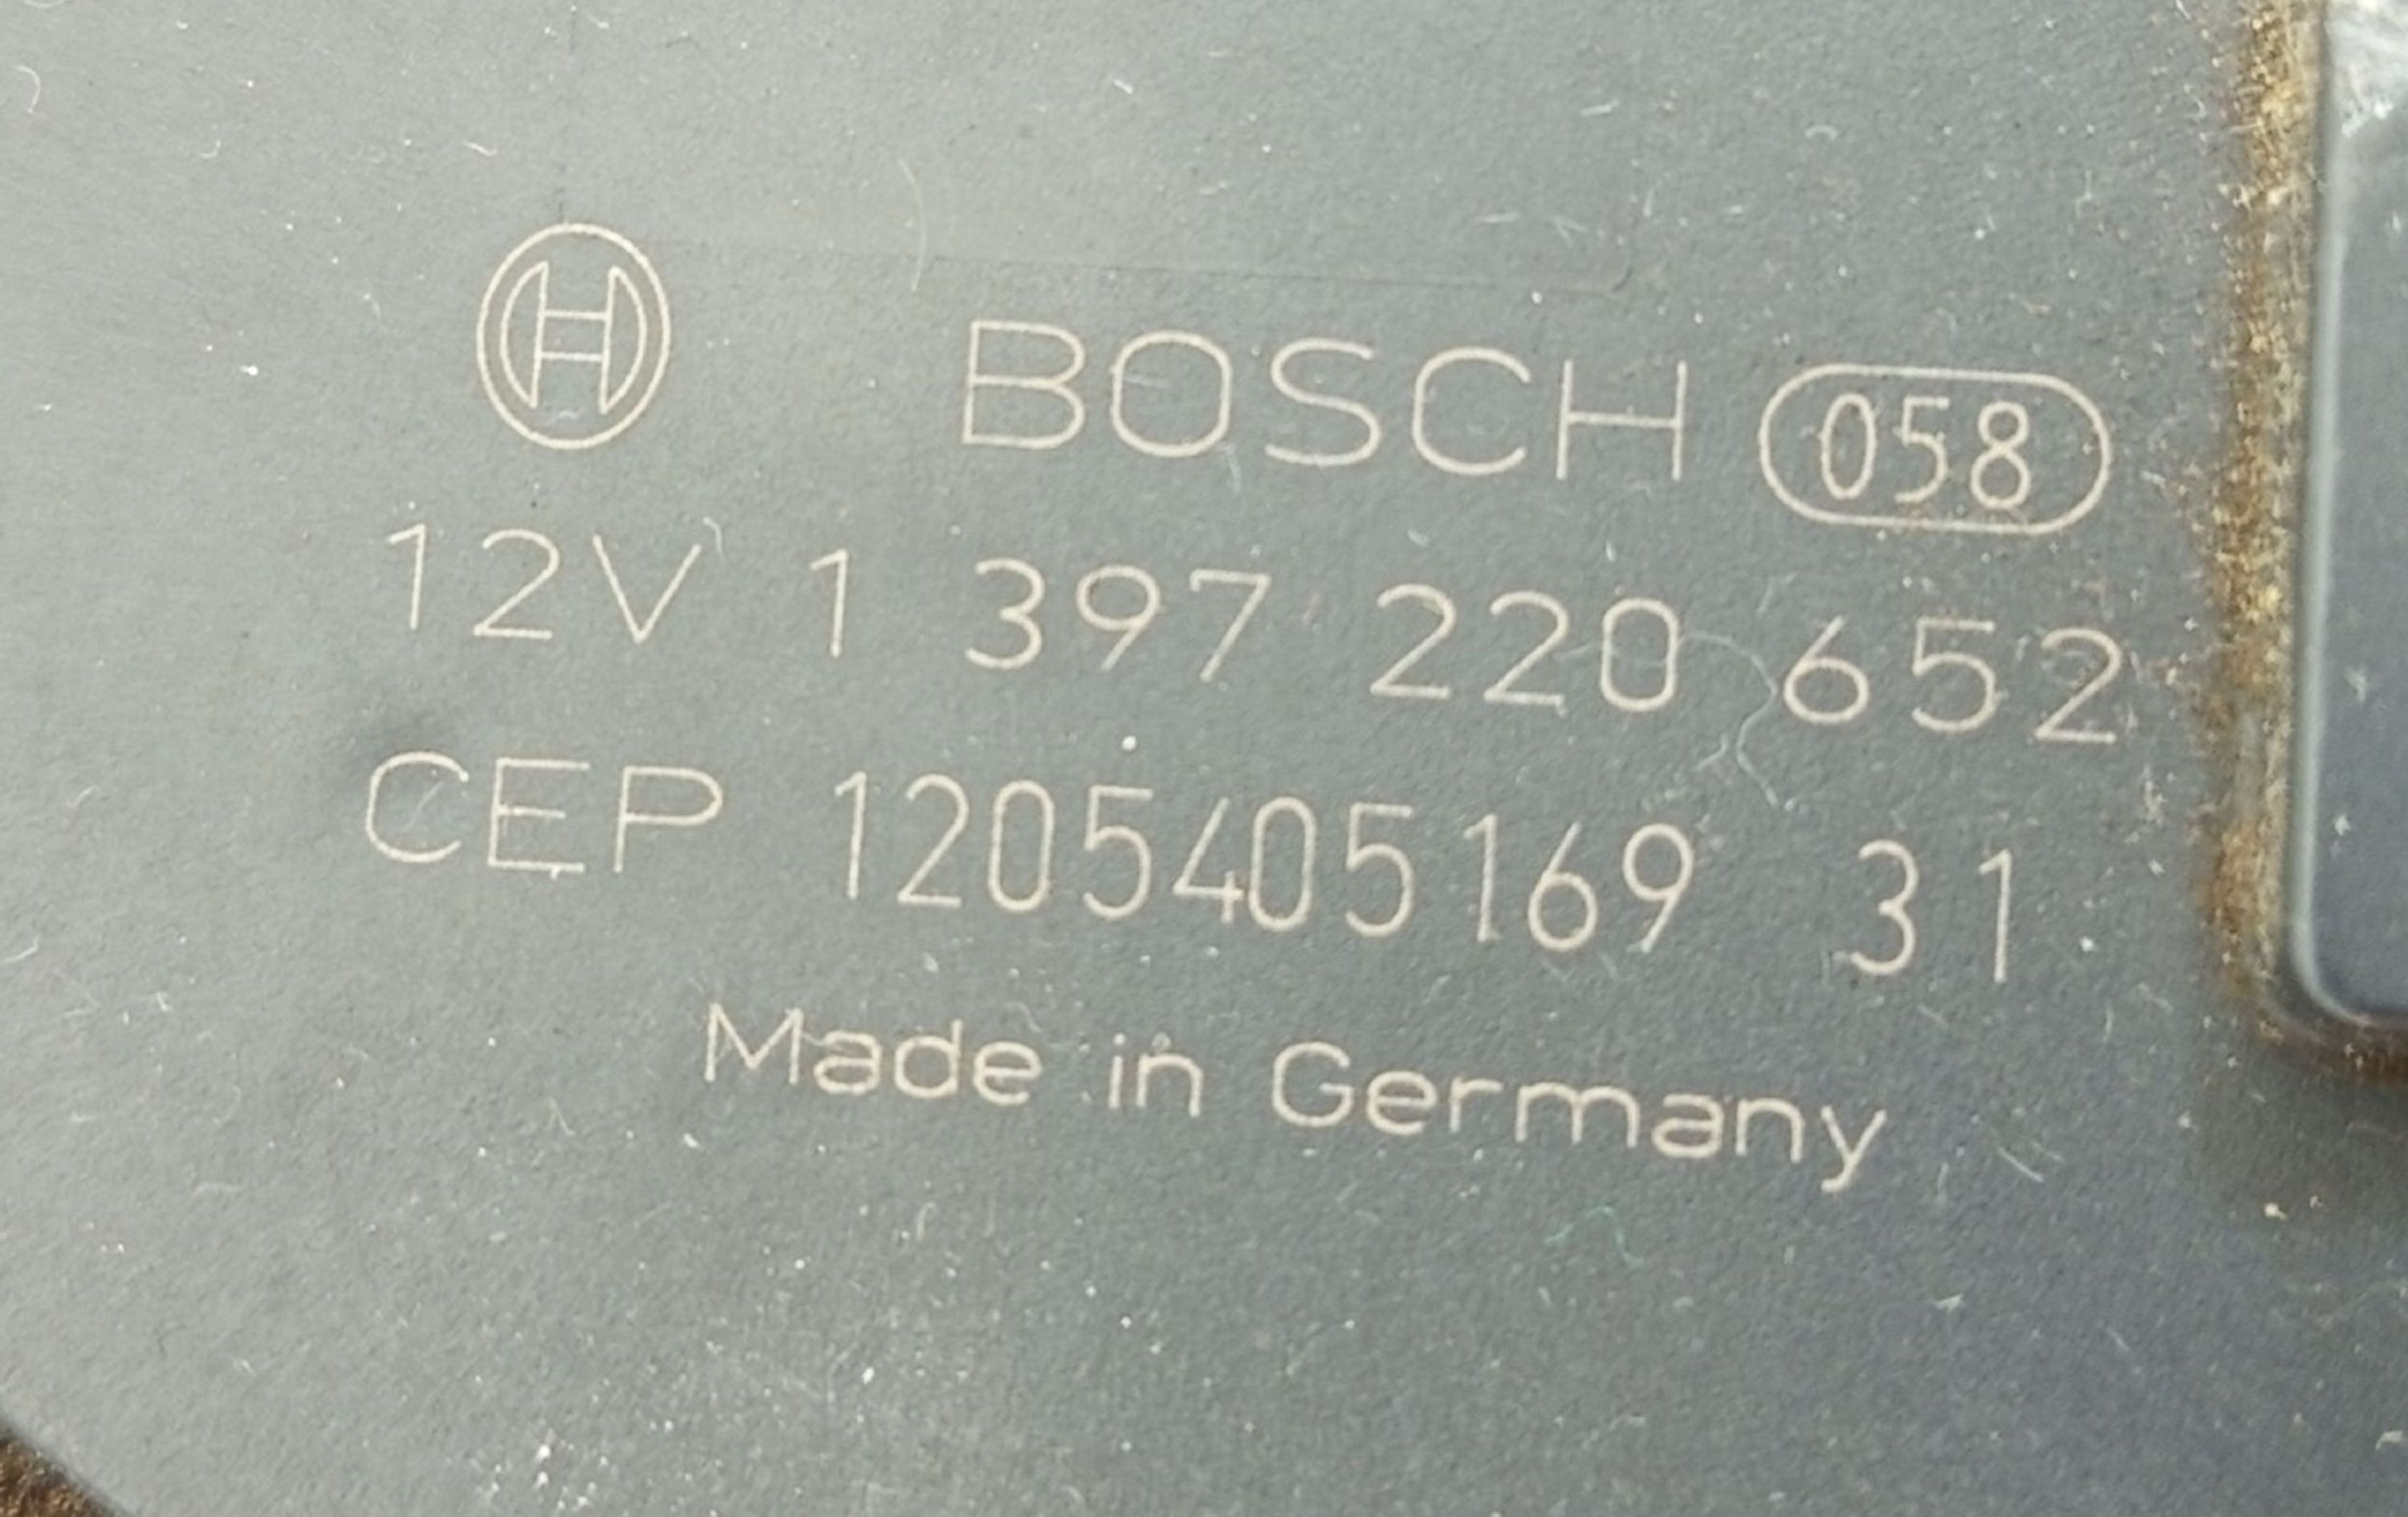 BOSCH 058
12V 1 397 220 652
CEP 1205405169 31
Made in Germany